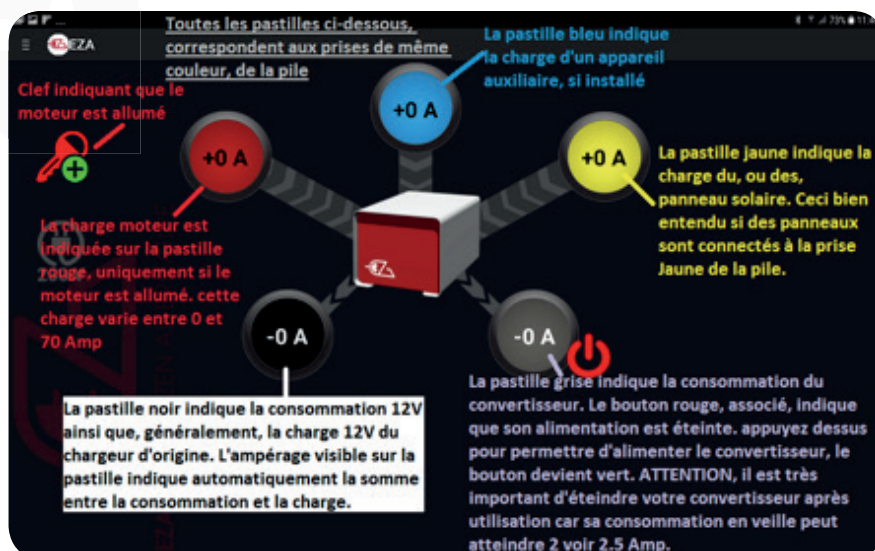 73% 11:4
EZA
Toutes les pastilles ci-dessous,
correspondent aux prises de même
couleur, de la pile
La pastille bleu indique
la charge d'un appareil
auxiliaire, si installé
Clef indiquant que le
moteur est allumé
+0 A
+0 A
+0 A
La pastille jaune indique la
charge du, ou des,
panneau solaire. Ceci bien
entendu si des panneaux
sont connectés à la prise
Jaune de la pile.
La charge moteur est
indiquée sur la pastille
rouge, uniquement si le
moteur est allumé. cette
charge varie entre 0 et
70 Amp
-0 A
-0 A
La pastille noir indique la consommation 12V
ainsi que, généralement, la charge 12V du
chargeur d'origine. L'ampérage visible sur la
pastille indique automatiquement la somme
entre la consommation et la charge.
La pastille grise indique la consommation du
convertisseur. Le bouton rouge, associé, indique
que son alimentation est éteinte. appuyez dessus
pour permettre d'alimenter le convertisseur, le
bouton devient vert. ATTENTION, il est très
important d'éteindre votre convertisseur après
utilisation car sa consommation en veille peut
atteindre 2 voir 2.5 Amp.